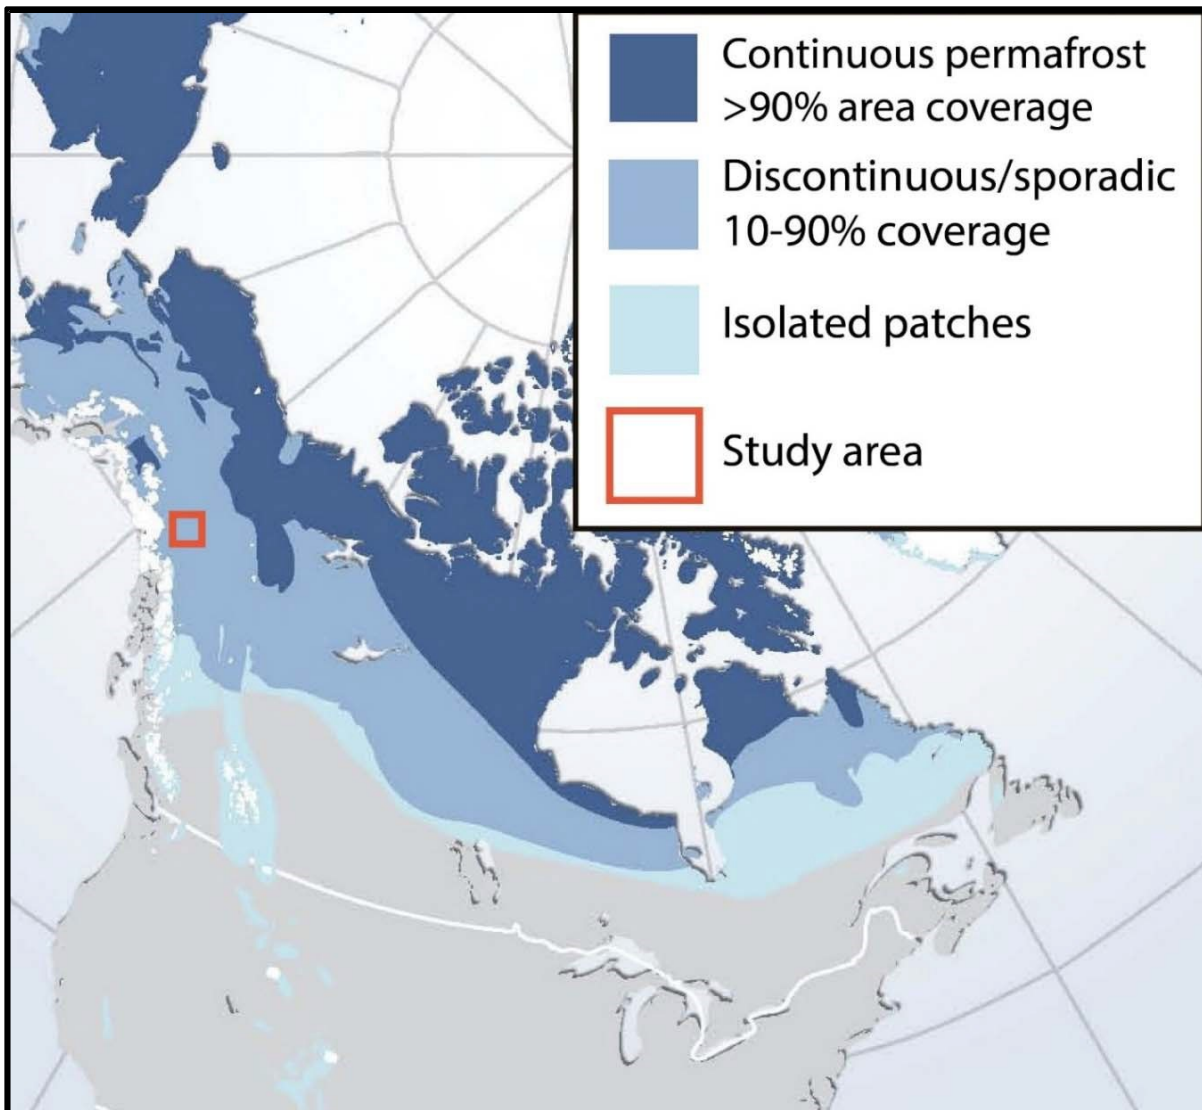 Continuous permafrost
>90% area coverage
Discontinuous/sporadic
10-90% coverage
Isolated patches
Study area